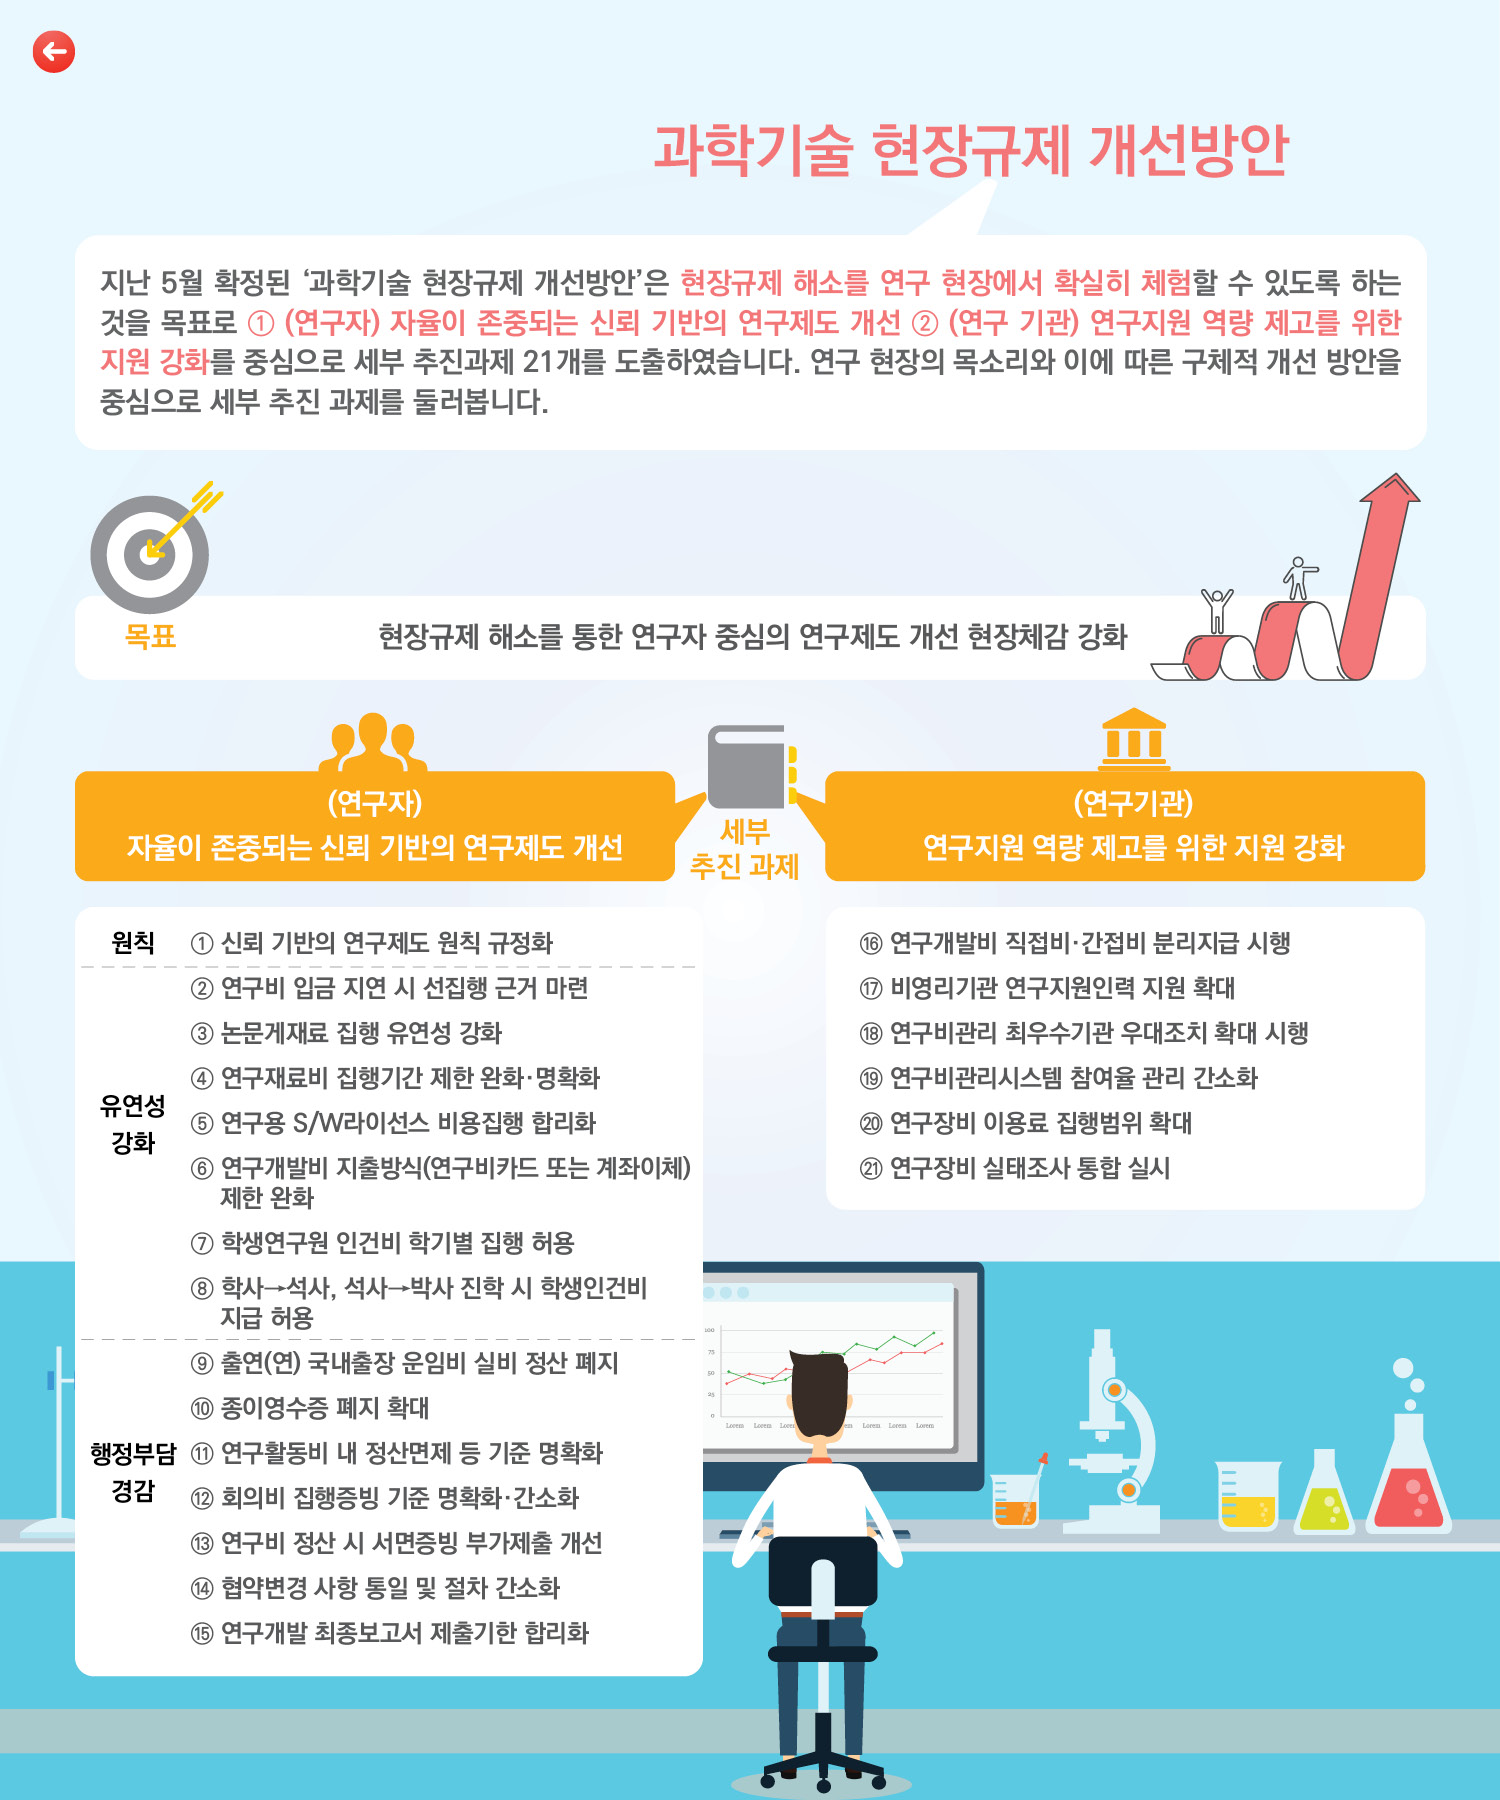 과학기술 현장규제 개선방안
지난 5월 확정된 ‘과학기술 현장규제 개선방안’은 현장규제 해소를 연구 현장에서 확실히 체험할 수 있도록 하는
것을 목표로 ① (연구자) 자율이 존중되는 신뢰 기반의 연구제도 개선 ② (연구 기관) 연구지원 역량 제고를 위한
지원 강화를 중심으로 세부 추진과제 21개를 도출하였습니다. 연구 현장의 목소리와 이에 따른 구체적 개선 방안을
중심으로 세부 추진 과제를 둘러봅니다.
목표
현장규제 해소를 통한 연구자 중심의 연구제도 개선 현장체감 강화
(연구자)
자율이 존중되는 신뢰 기반의 연구제도 개선
세부
추진 과제
(연구기관)
연구지원 역량 제고를 위한 지원 강화
원칙
① 신뢰 기반의 연구제도 원칙 규정화
유연성
강화
② 연구비 입금 지연 시 선집행 근거 마련
③ 논문게재료 집행 유연성 강화
④ 연구재료비 집행기간 제한 완화·명확화
⑤ 연구용 S/W라이선스 비용집행 합리화
⑥ 연구개발비 지출방식(연구비카드 또는 계좌이체)
제한 완화
⑦ 학생연구원 인건비 학기별 집행 허용
⑧ 학사→석사, 석사→박사 진학 시 학생인건비
지급 허용
행정부담
경감
⑨ 출연(연) 국내출장 운임비 실비 정산 폐지
⑩ 종이영수증 폐지 확대
⑪ 연구활동비 내 정산면제 등 기준 명확화
⑫ 회의비 집행증빙 기준 명확화·간소화
⑬ 연구비 정산 시 서면증빙 부가제출 개선
⑭ 협약변경 사항 통일 및 절차 간소화
⑮ 연구개발 최종보고서 제출기한 합리화
⑯ 연구개발비 직접비·간접비 분리지급 시행
⑰ 비영리기관 연구지원인력 지원 확대
⑱ 연구비관리 최우수기관 우대조치 확대 시행
⑲ 연구비관리시스템 참여율 관리 간소화
⑳ 연구장비 이용료 집행범위 확대
㉑ 연구장비 실태조사 통합 실시
100
75
50
25
0
Lorem Lorem Lorem Lorem Lorem